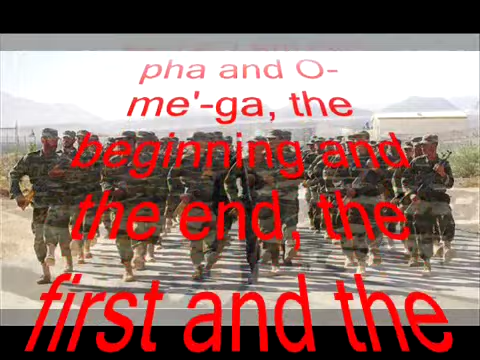 pha and O-
me'-ga, the
beginning and
the end, the
first and the